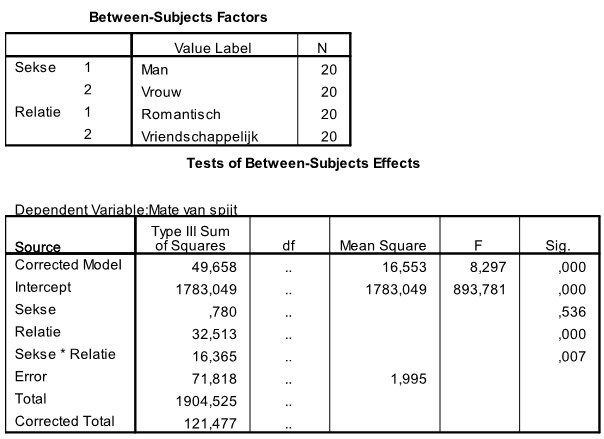 Between-Subjects Factors
Value Label N
Sekse 1 Man 20
2 Vrouw 20
Relatie 1 Romantisch 20
2 Vriendschappelijk 20
Tests of Between-Subjects Effects
Dependent Variable:Mate van spijt
Source Type III Sum of Squares df Mean Square F Sig.
Corrected Model 49,658 .. 16,553 8,297 ,000
Intercept 1783,049 .. 1783,049 893,781 ,000
Sekse ,780 .. ,536
Relatie 32,513 .. ,000
Sekse * Relatie 16,365 .. ,007
Error 71,818 .. 1,995
Total 1904,525 ..
Corrected Total 121,477 ..